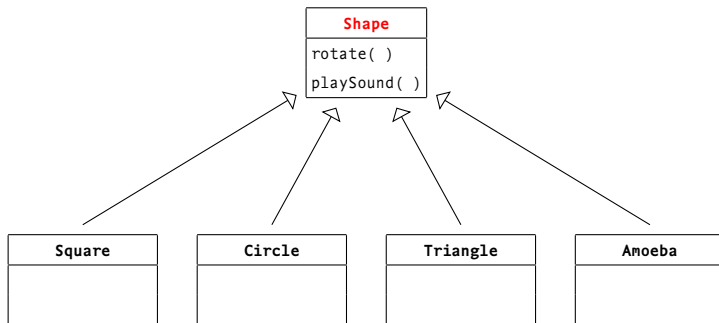 Shape
rotate( )
playSound( )
Square
Circle
Triangle
Amoeba